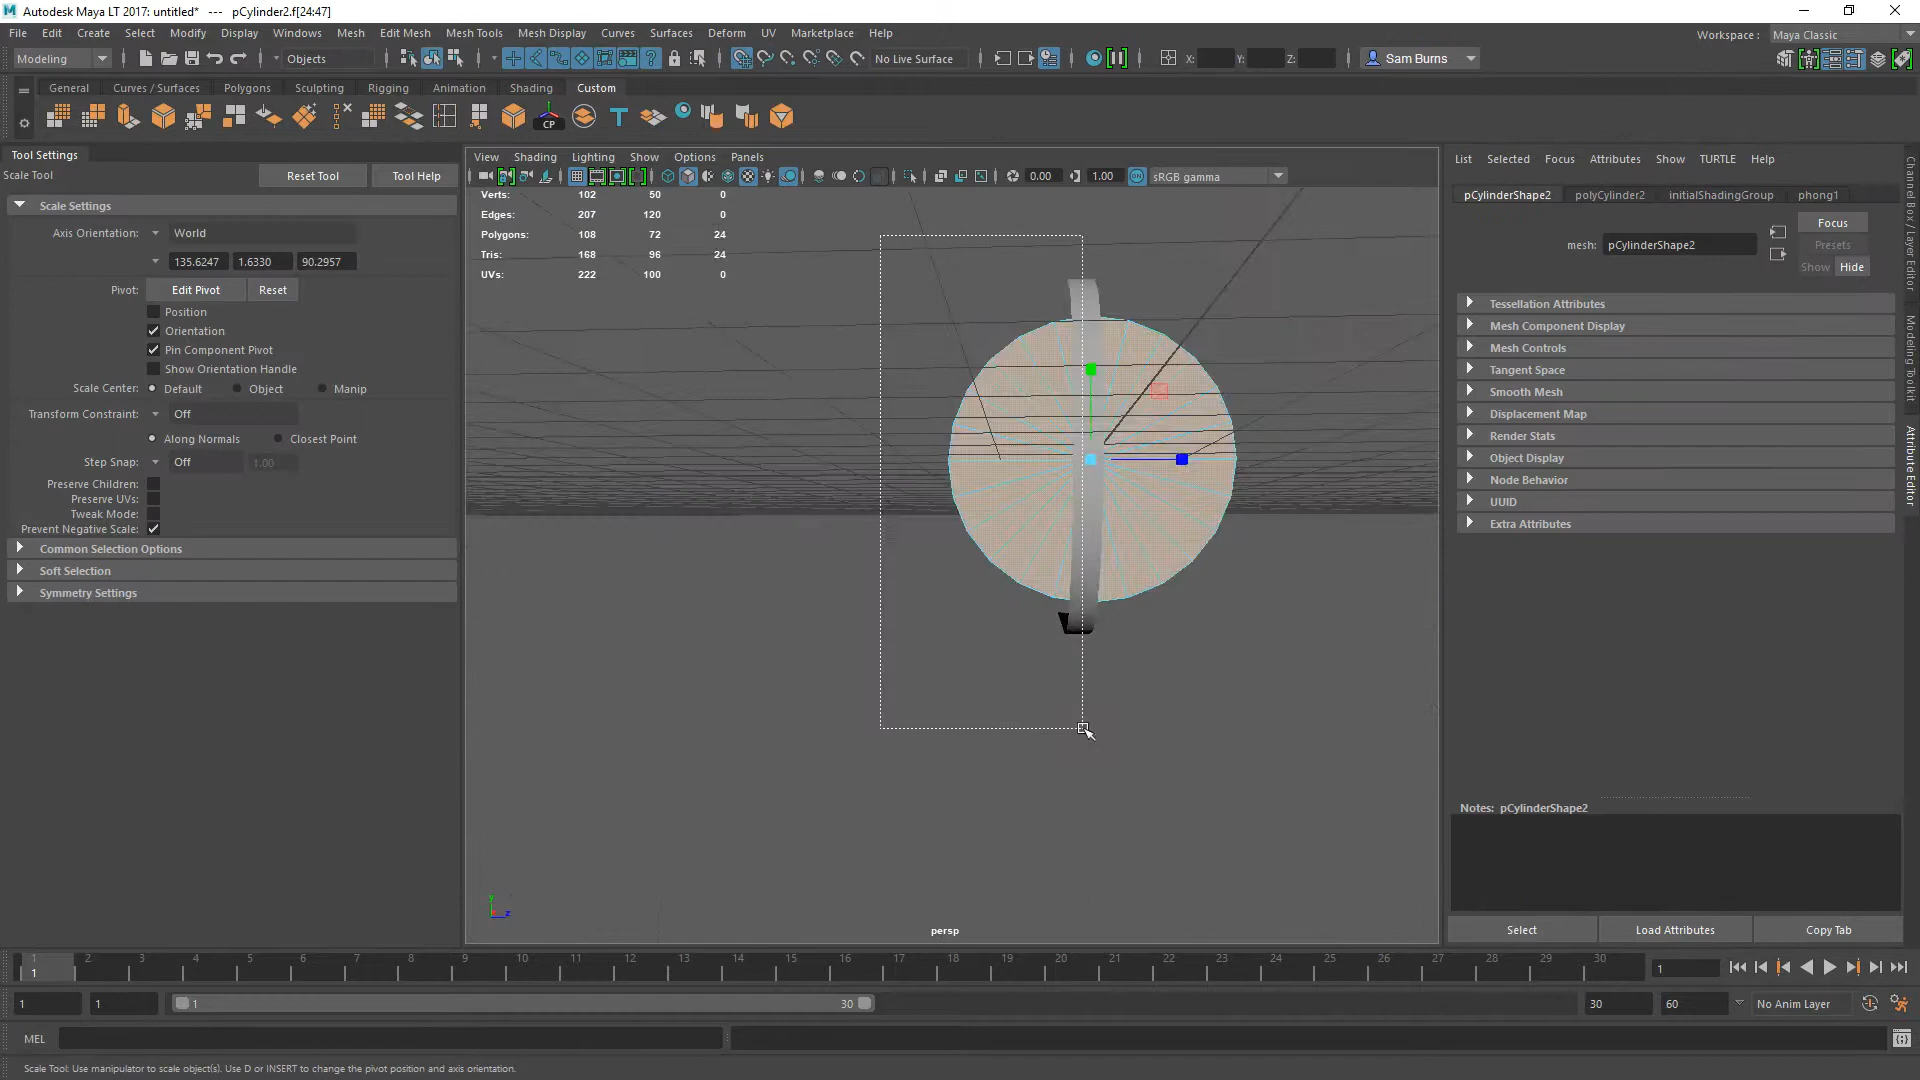 Autodesk Maya LT 2017: untitled* --- pCylinder2.f[24:47]
File Edit Create Select Modify Display Windows Mesh Edit Mesh Mesh Tools Mesh Display Curves Surfaces Deform UV Marketplace Help
Workspace : Maya Classic
Modeling Objects No Live Surface X: Y: Z: Sam Burns
General Curves / Surfaces Polygons Sculpting Rigging Animation Shading Custom
CP
Tool Settings
Scale Tool Reset Tool Tool Help
Scale Settings
Axis Orientation: World
135.6247 1.6330 90.2957
Pivot: Edit Pivot Reset
Position
Orientation
Pin Component Pivot
Show Orientation Handle
Scale Center: Default Object Manip
Transform Constraint: Off
Along Normals Closest Point
Step Snap: Off 1.00
Preserve Children:
Preserve UVs:
Tweak Mode:
Prevent Negative Scale:
Common Selection Options
Soft Selection
Symmetry Settings
View Shading Lighting Show Options Panels
0.00 1.00 ON sRGB gamma
Verts: 102 50 0
Edges: 207 120 0
Polygons: 108 72 24
Tris: 168 96 24
UVs: 222 100 0
y
z
persp
List Selected Focus Attributes Show TURTLE Help
pCylinderShape2 polyCylinder2 initialShadingGroup phong1
Focus
mesh: pCylinderShape2 Presets
Show Hide
Tessellation Attributes
Mesh Component Display
Mesh Controls
Tangent Space
Smooth Mesh
Displacement Map
Render Stats
Object Display
Node Behavior
UUID
Extra Attributes
Notes: pCylinderShape2
Select Load Attributes Copy Tab
Channel Box / Layer Editor
Modeling Toolkit
Attribute Editor
1 2 3 4 5 6 7 8 9 10 11 12 13 14 15 16 17 18 19 20 21 22 23 24 25 26 27 28 29 30
1 1
1 1 1 30 30 60 No Anim Layer
MEL
Scale Tool: Use manipulator to scale object(s). Use D or INSERT to change the pivot position and axis orientation.